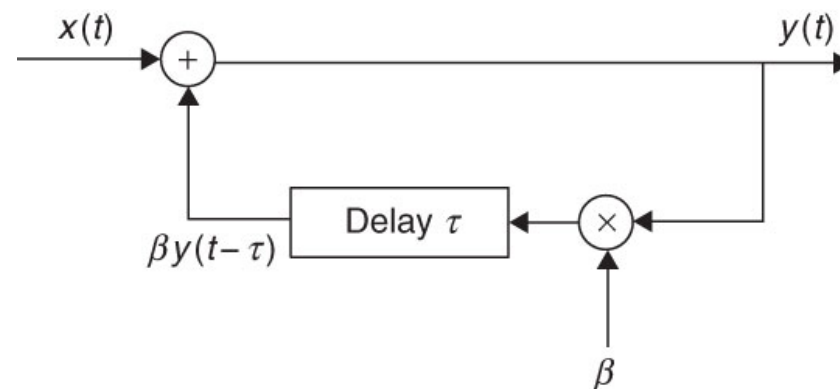 x(t)
y(t)
+
Delay τ
×
βy(t− τ)
β